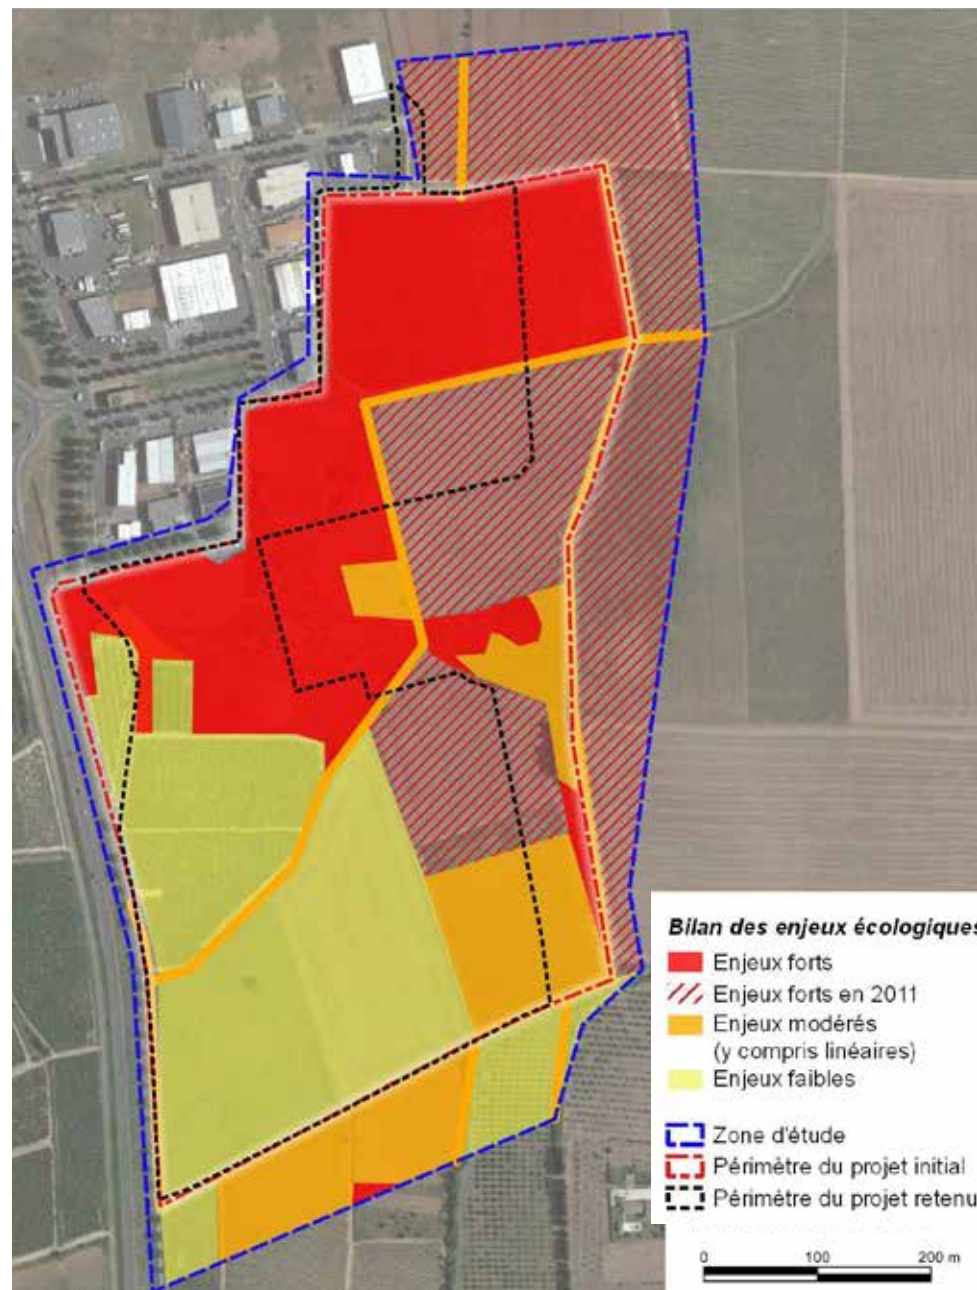 Bilan des enjeux écologiques
Enjeux forts
Enjeux forts en 2011
Enjeux modérés
(y compris linéaires)
Enjeux faibles
Zone d'étude
Périmètre du projet initial
Périmètre du projet retenu
0 100 200 m